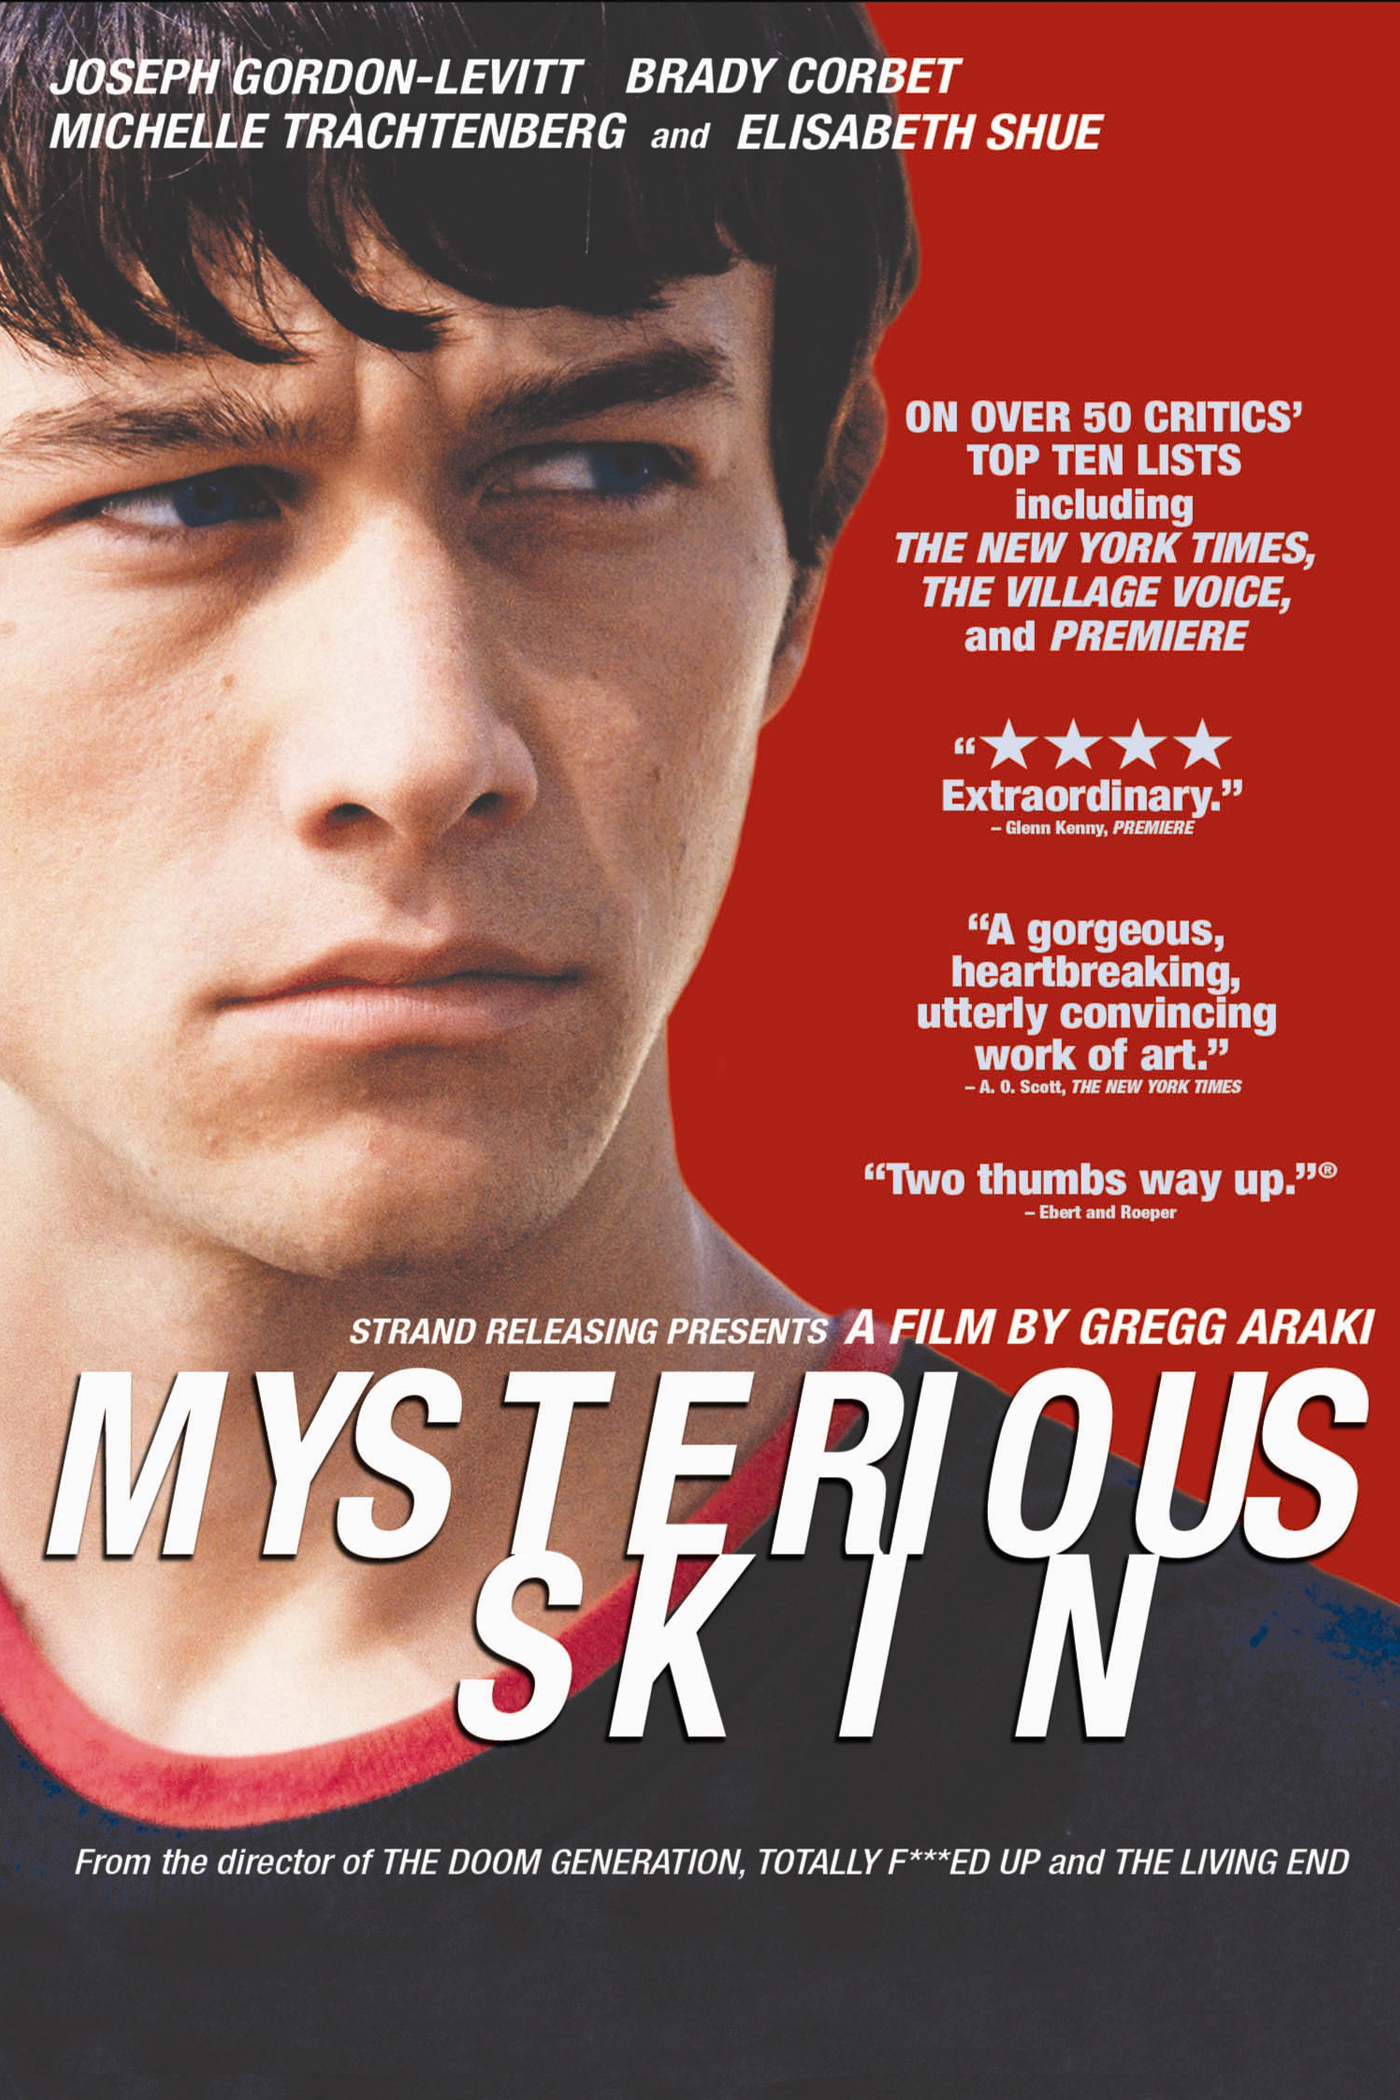 JOSEPH GORDON-LEVITT BRADY CORBET
MICHELLE TRACHTENBERG and ELISABETH SHUE
ON OVER 50 CRITICS’
TOP TEN LISTS
including
THE NEW YORK TIMES,
THE VILLAGE VOICE,
and PREMIERE
“★★★★
Extraordinary.”
– Glenn Kenny, PREMIERE
“A gorgeous,
heartbreaking,
utterly convincing
work of art.”
– A. O. Scott, THE NEW YORK TIMES
“Two thumbs way up.”®
– Ebert and Roeper
STRAND RELEASING PRESENTS A FILM BY GREGG ARAKI
MYSTERIOUS
SKIN
From the director of THE DOOM GENERATION, TOTALLY F***ED UP and THE LIVING END